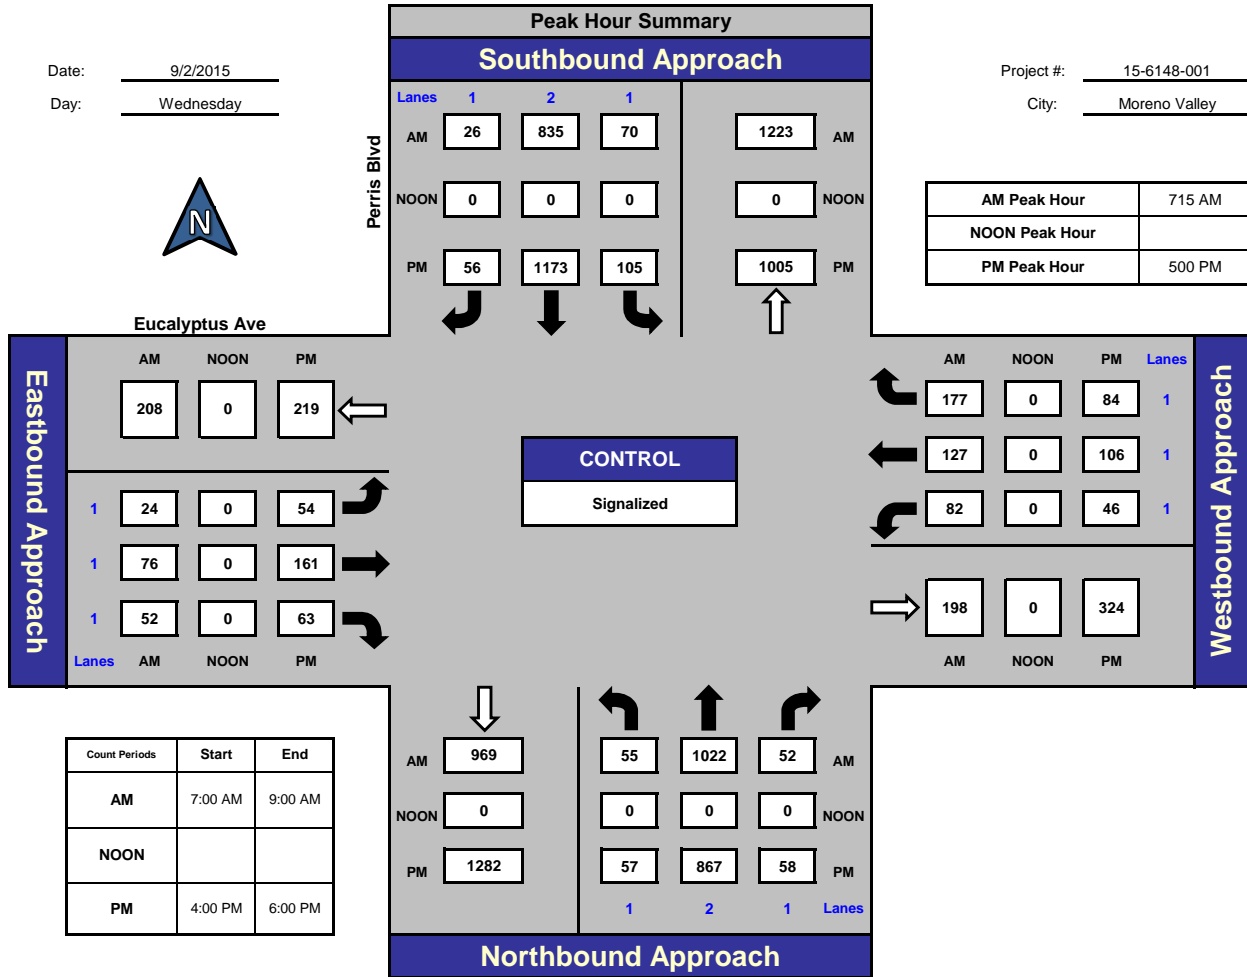 Peak Hour Summary
Southbound Approach
Date: 9/2/2015
Project #: 15-6148-001
Day: Wednesday
City: Moreno Valley
Lanes 1 2 1
AM 26 835 70 1223 AM
Perris Blvd
N
NOON 0 0 0 0 NOON
AM Peak Hour 715 AM
NOON Peak Hour
PM Peak Hour 500 PM
PM 56 1173 105 1005 PM
Eucalyptus Ave
AM NOON PM
AM NOON PM Lanes
Eastbound Approach
208 0 219
177 0 84 1
127 0 106 1
82 0 46 1
Westbound Approach
CONTROL
Signalized
1 24 0 54
1 76 0 161
1 52 0 63
Lanes AM NOON PM
198 0 324
AM NOON PM
Count Periods Start End
AM 7:00 AM 9:00 AM
NOON
PM 4:00 PM 6:00 PM
AM 969 55 1022 52 AM
NOON 0 0 0 0 NOON
PM 1282 57 867 58 PM
1 2 1 Lanes
Northbound Approach